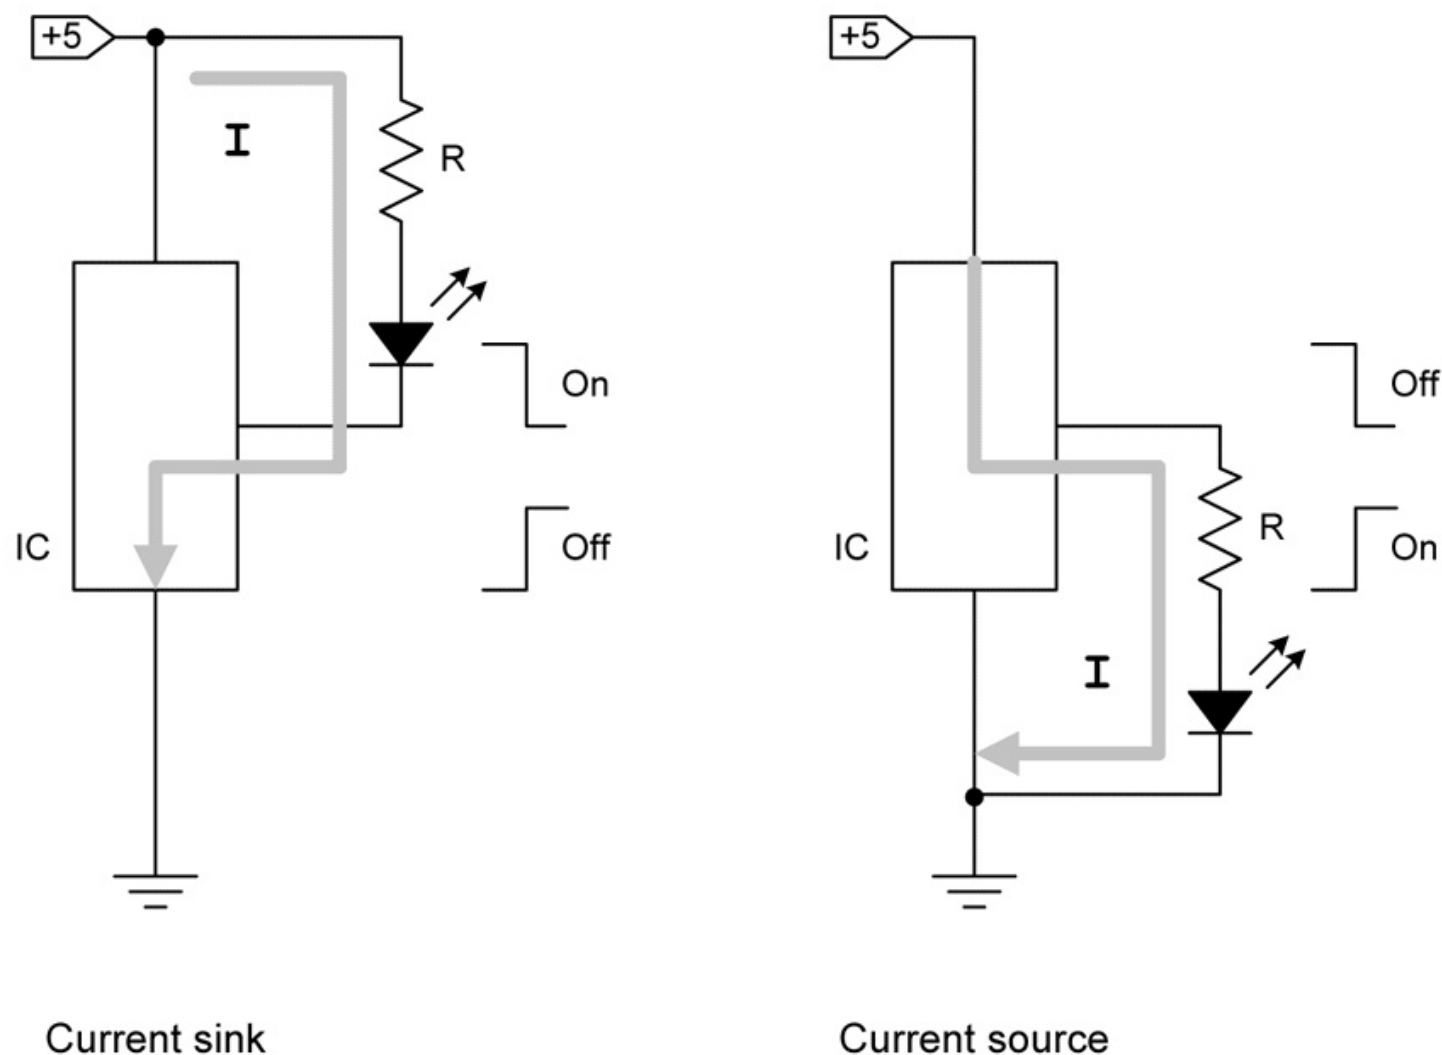 +5
I
R
On
IC
Off
Current sink
+5
Off
R
IC
On
I
Current source